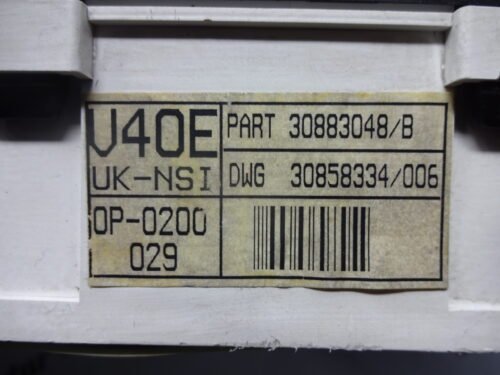 V40E
UK-NSI
OP-0200
029
PART 30883048/B
DWG 30858334/006